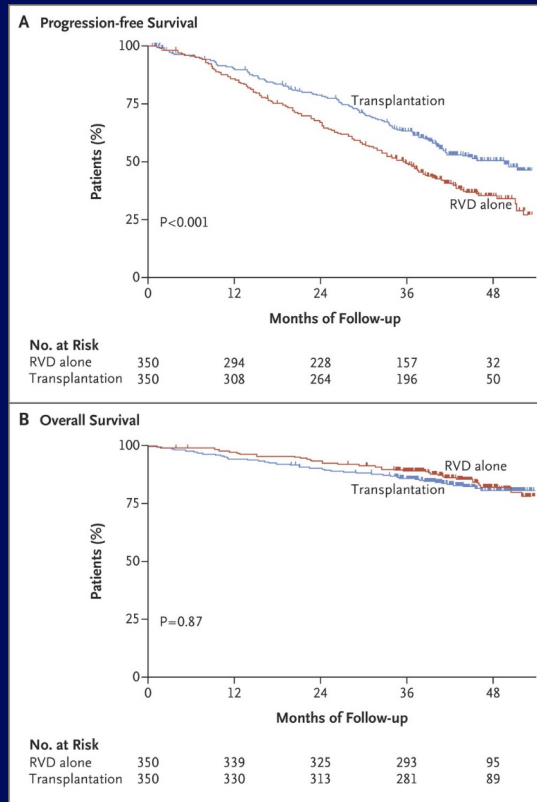 A Progression-free Survival
100
75
50
25
0
Patients (%)
Transplantation
RVD alone
P<0.001
0 12 24 36 48
Months of Follow-up
No. at Risk
RVD alone 350 294 228 157 32
Transplantation 350 308 264 196 50
B Overall Survival
100
75
50
25
0
Patients (%)
RVD alone
Transplantation
P=0.87
0 12 24 36 48
Months of Follow-up
No. at Risk
RVD alone 350 339 325 293 95
Transplantation 350 330 313 281 89